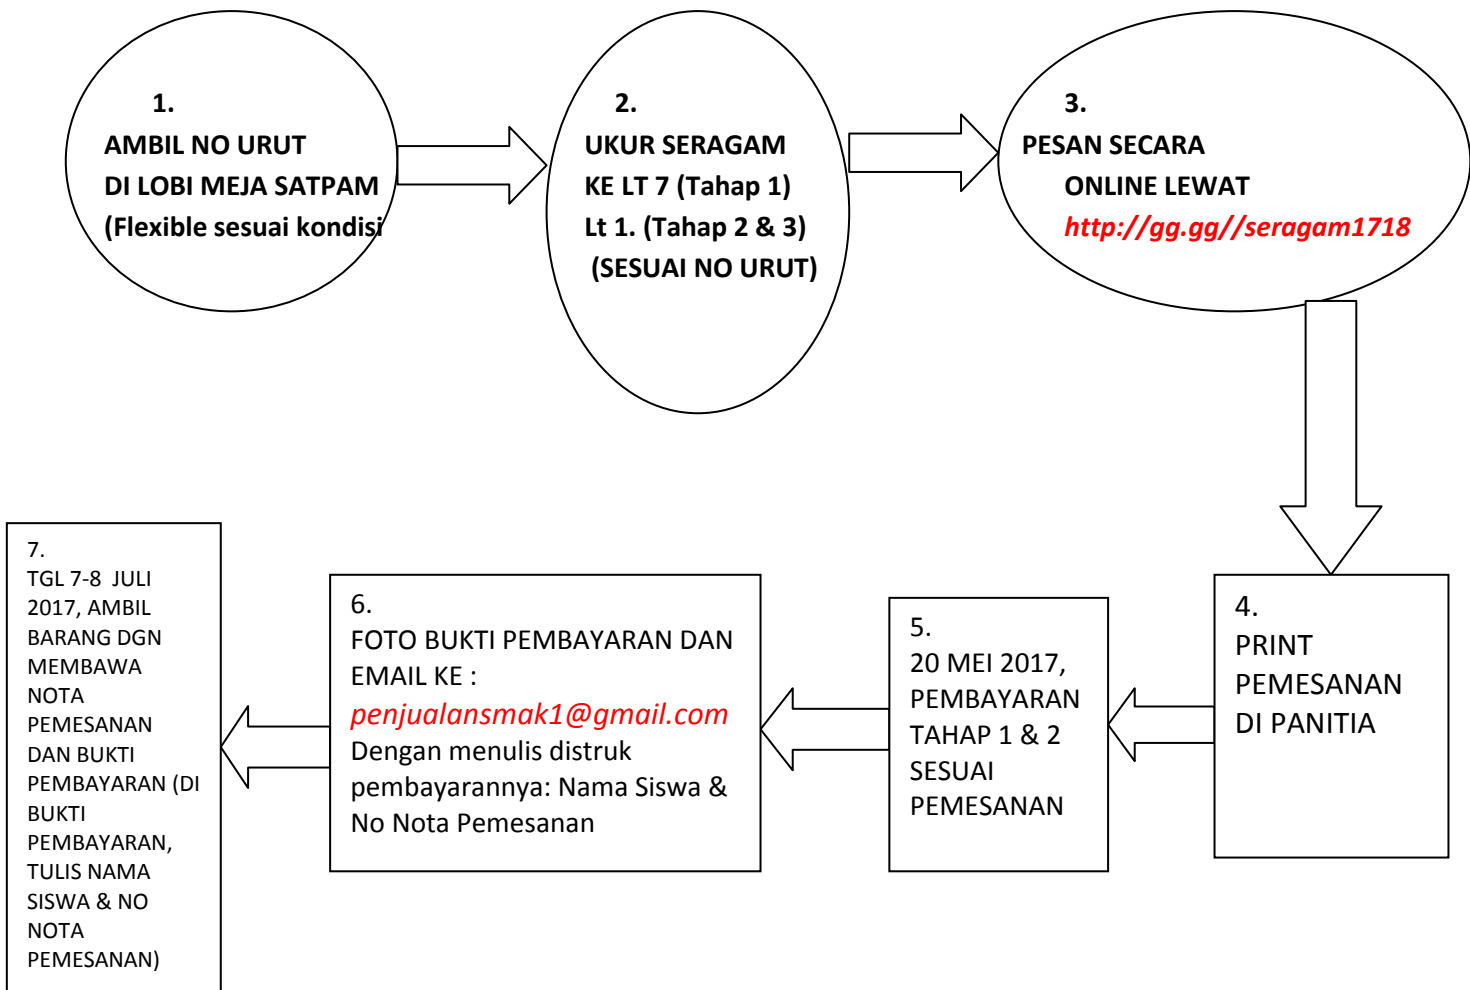 1.
AMBIL NO URUT
DI LOBI MEJA SATPAM
(Flexible sesuai kondisi
2.
UKUR SERAGAM
KE LT 7 (Tahap 1)
Lt 1. (Tahap 2 & 3)
(SESUAI NO URUT)
3.
PESAN SECARA
ONLINE LEWAT
http://gg.gg//seragam1718
4.
PRINT
PEMESANAN
DI PANITIA
5.
20 MEI 2017,
PEMBAYARAN
TAHAP 1 & 2
SESUAI
PEMESANAN
6.
FOTO BUKTI PEMBAYARAN DAN
EMAIL KE :
penjualansmak1@gmail.com
Dengan menulis distruk
pembayarannya: Nama Siswa &
No Nota Pemesanan
7.
TGL 7-8 JULI
2017, AMBIL
BARANG DGN
MEMBAWA
NOTA
PEMESANAN
DAN BUKTI
PEMBAYARAN (DI
BUKTI
PEMBAYARAN,
TULIS NAMA
SISWA & NO
NOTA
PEMESANAN)